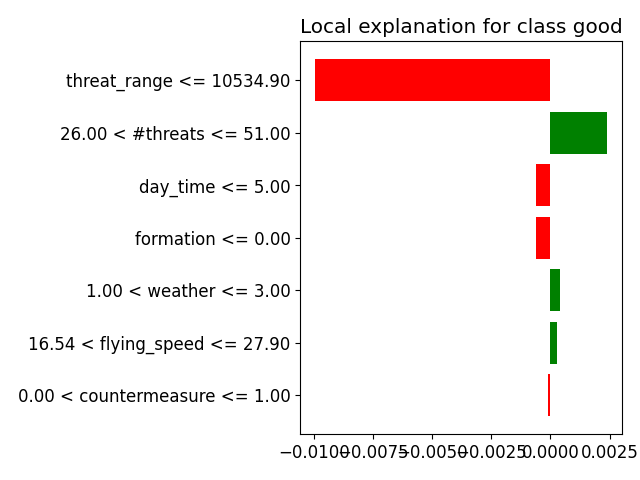 Local explanation for class good
threat_range <= 10534.90
26.00 < #threats <= 51.00
day_time <= 5.00
formation <= 0.00
1.00 < weather <= 3.00
16.54 < flying_speed <= 27.90
0.00 < countermeasure <= 1.00
−0.0100 −0.0075 −0.0050 −0.0025 0.0000 0.0025